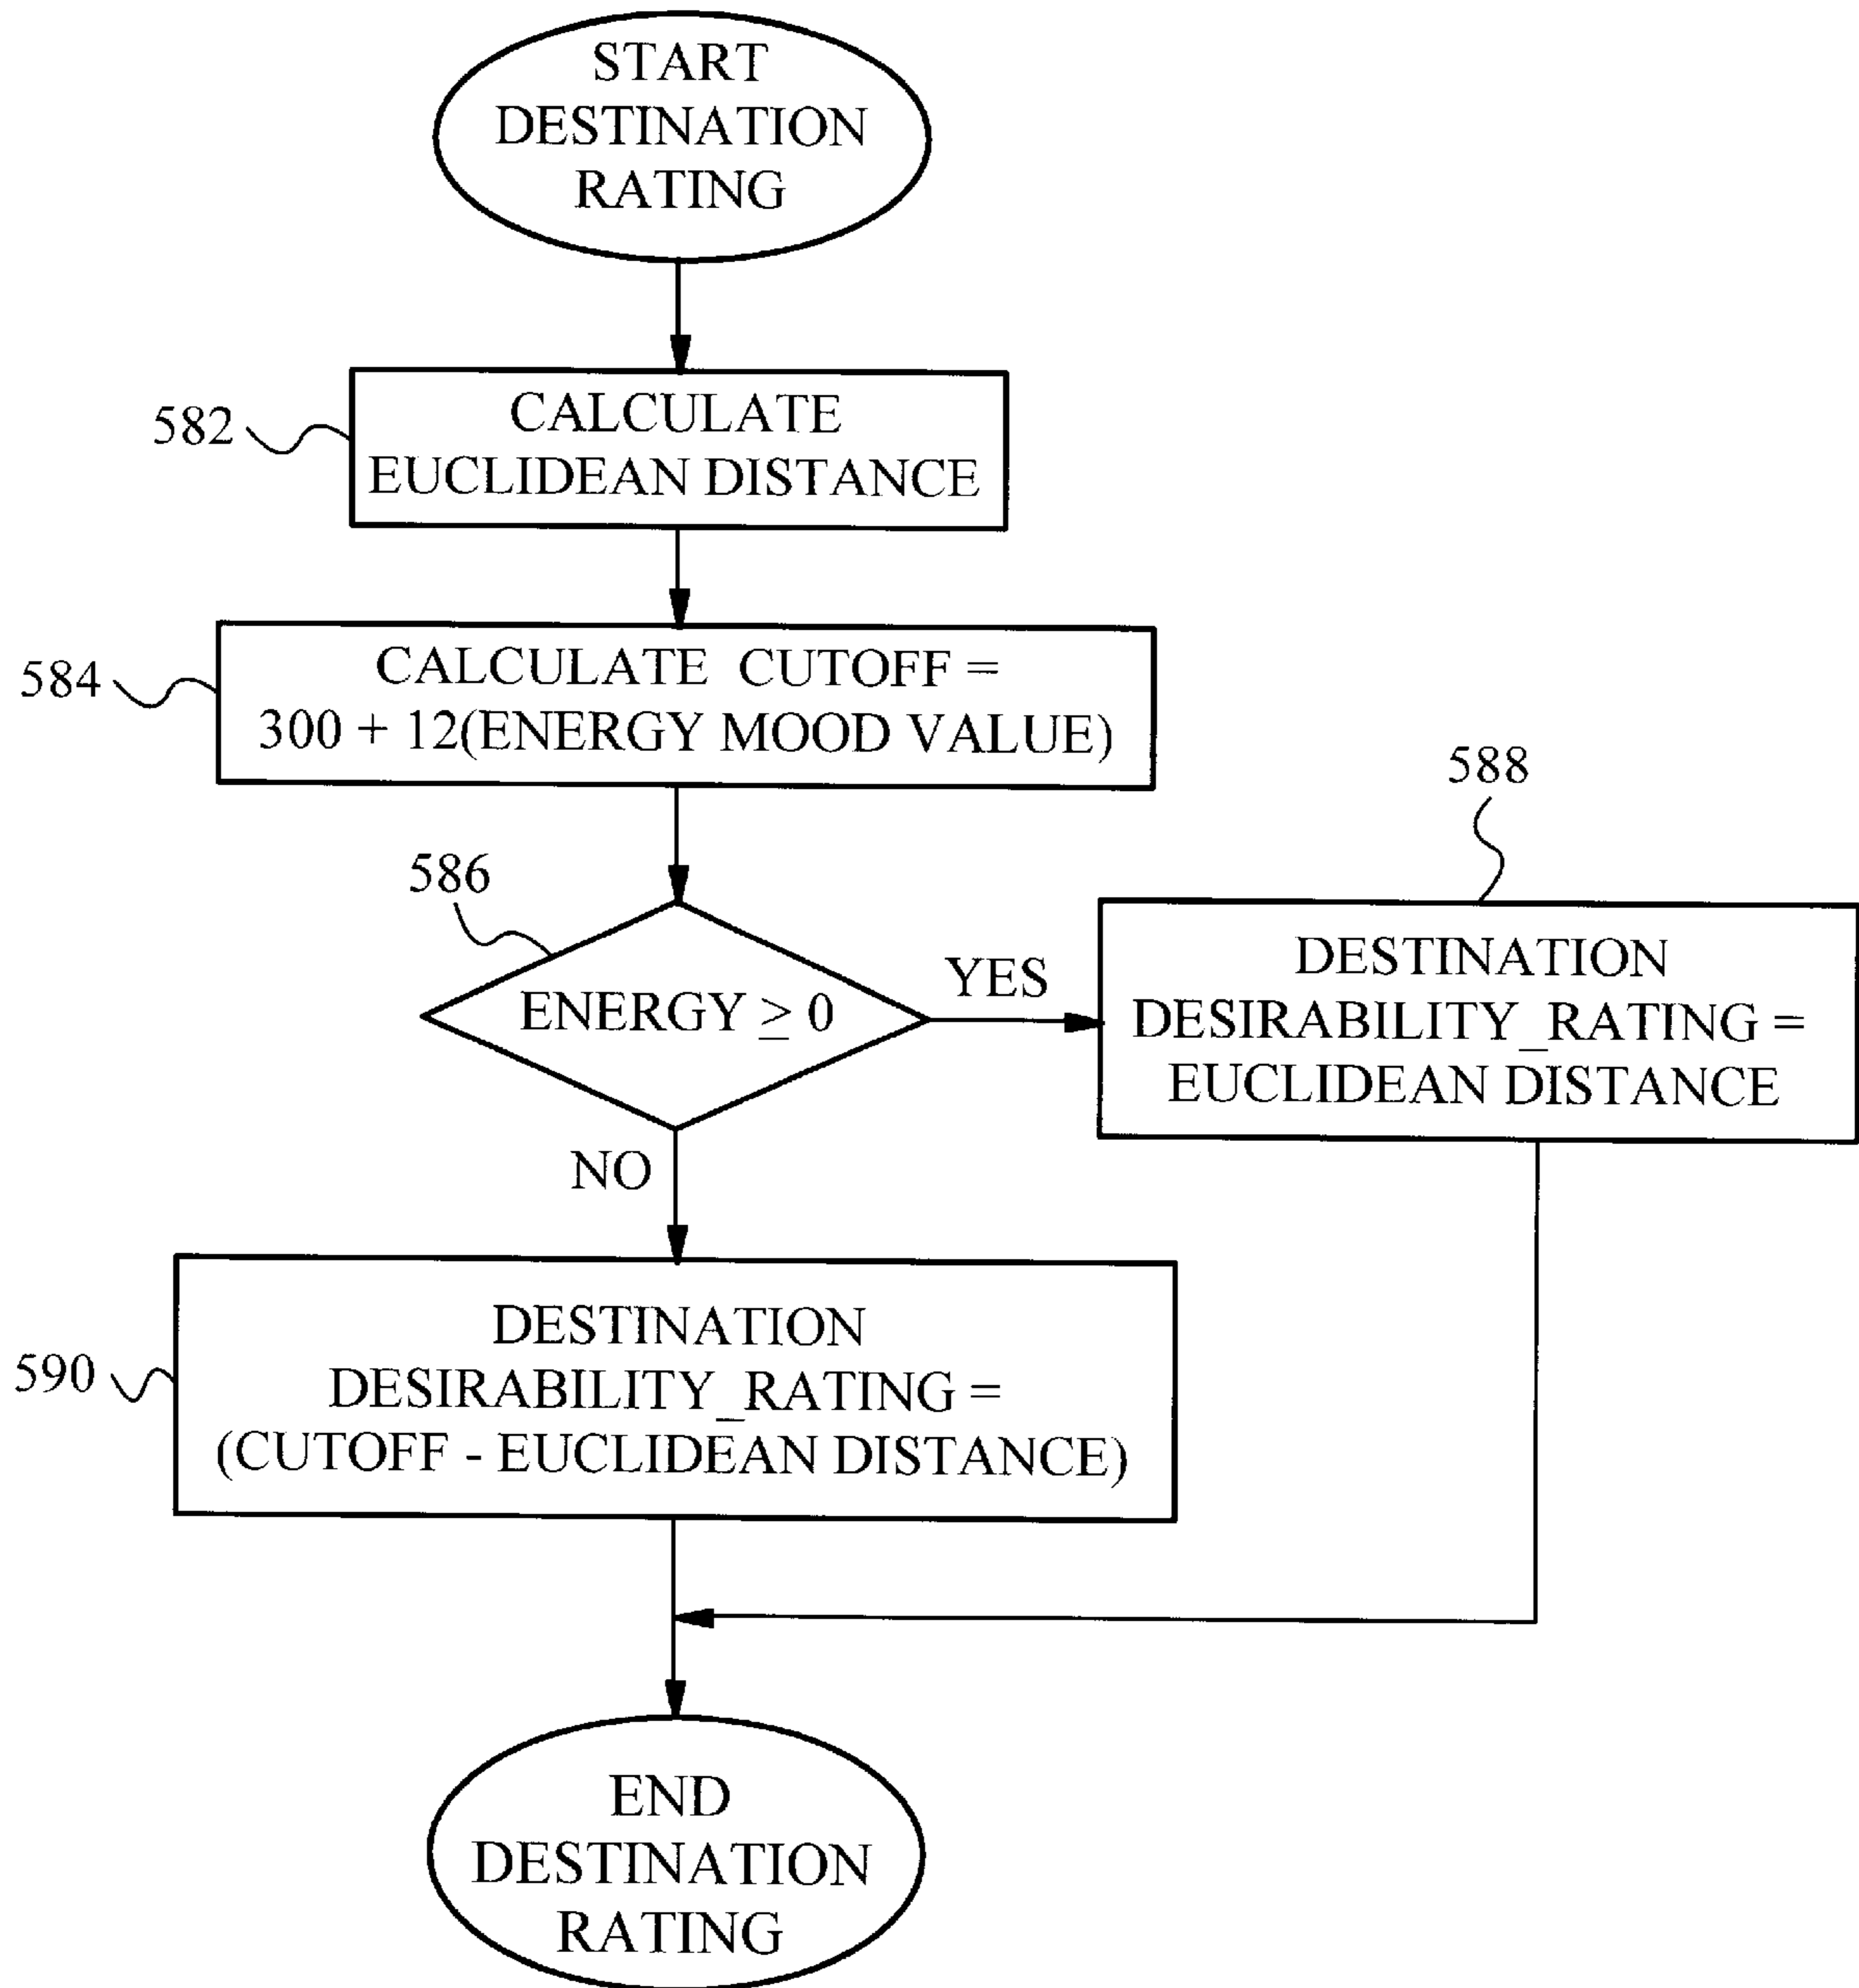 START
DESTINATION
RATING
582
CALCULATE
EUCLIDEAN DISTANCE
584
CALCULATE CUTOFF =
300 + 12(ENERGY MOOD VALUE)
586
ENERGY ≥ 0
YES
588
DESTINATION
DESIRABILITY_RATING =
EUCLIDEAN DISTANCE
NO
590
DESTINATION
DESIRABILITY_RATING =
(CUTOFF - EUCLIDEAN DISTANCE)
END
DESTINATION
RATING